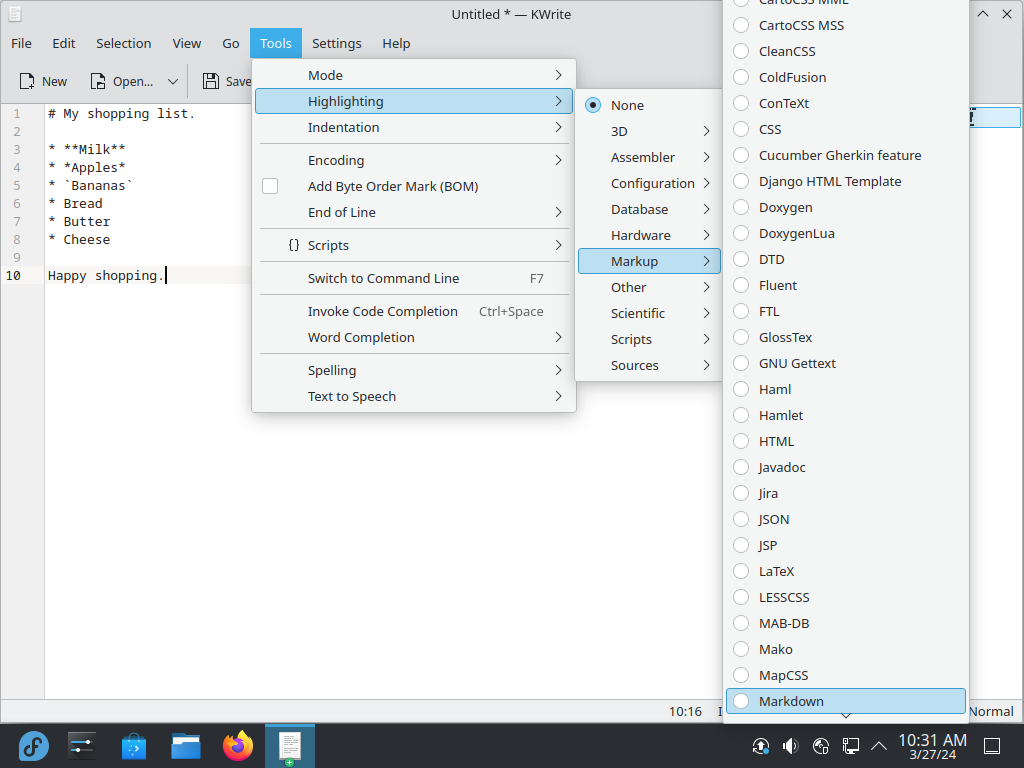 Untitled * — KWrite
File Edit Selection View Go Tools Settings Help
New Open... Save
1 # My shopping list.
2
3 * **Milk**
4 * *Apples*
5 * `Bananas`
6 * Bread
7 * Butter
8 * Cheese
9
10 Happy shopping.
Mode
Highlighting
Indentation
Encoding
Add Byte Order Mark (BOM)
End of Line
{} Scripts
Switch to Command Line F7
Invoke Code Completion Ctrl+Space
Word Completion
Spelling
Text to Speech
None
3D
Assembler
Configuration
Database
Hardware
Markup
Other
Scientific
Scripts
Sources
CartoCSS MML
CartoCSS MSS
CleanCSS
ColdFusion
ConTeXt
CSS
Cucumber Gherkin feature
Django HTML Template
Doxygen
DoxygenLua
DTD
Fluent
FTL
GlossTex
GNU Gettext
Haml
Hamlet
HTML
Javadoc
Jira
JSON
JSP
LaTeX
LESSCSS
MAB-DB
Mako
MapCSS
Markdown
10:16 Normal
10:31 AM
3/27/24